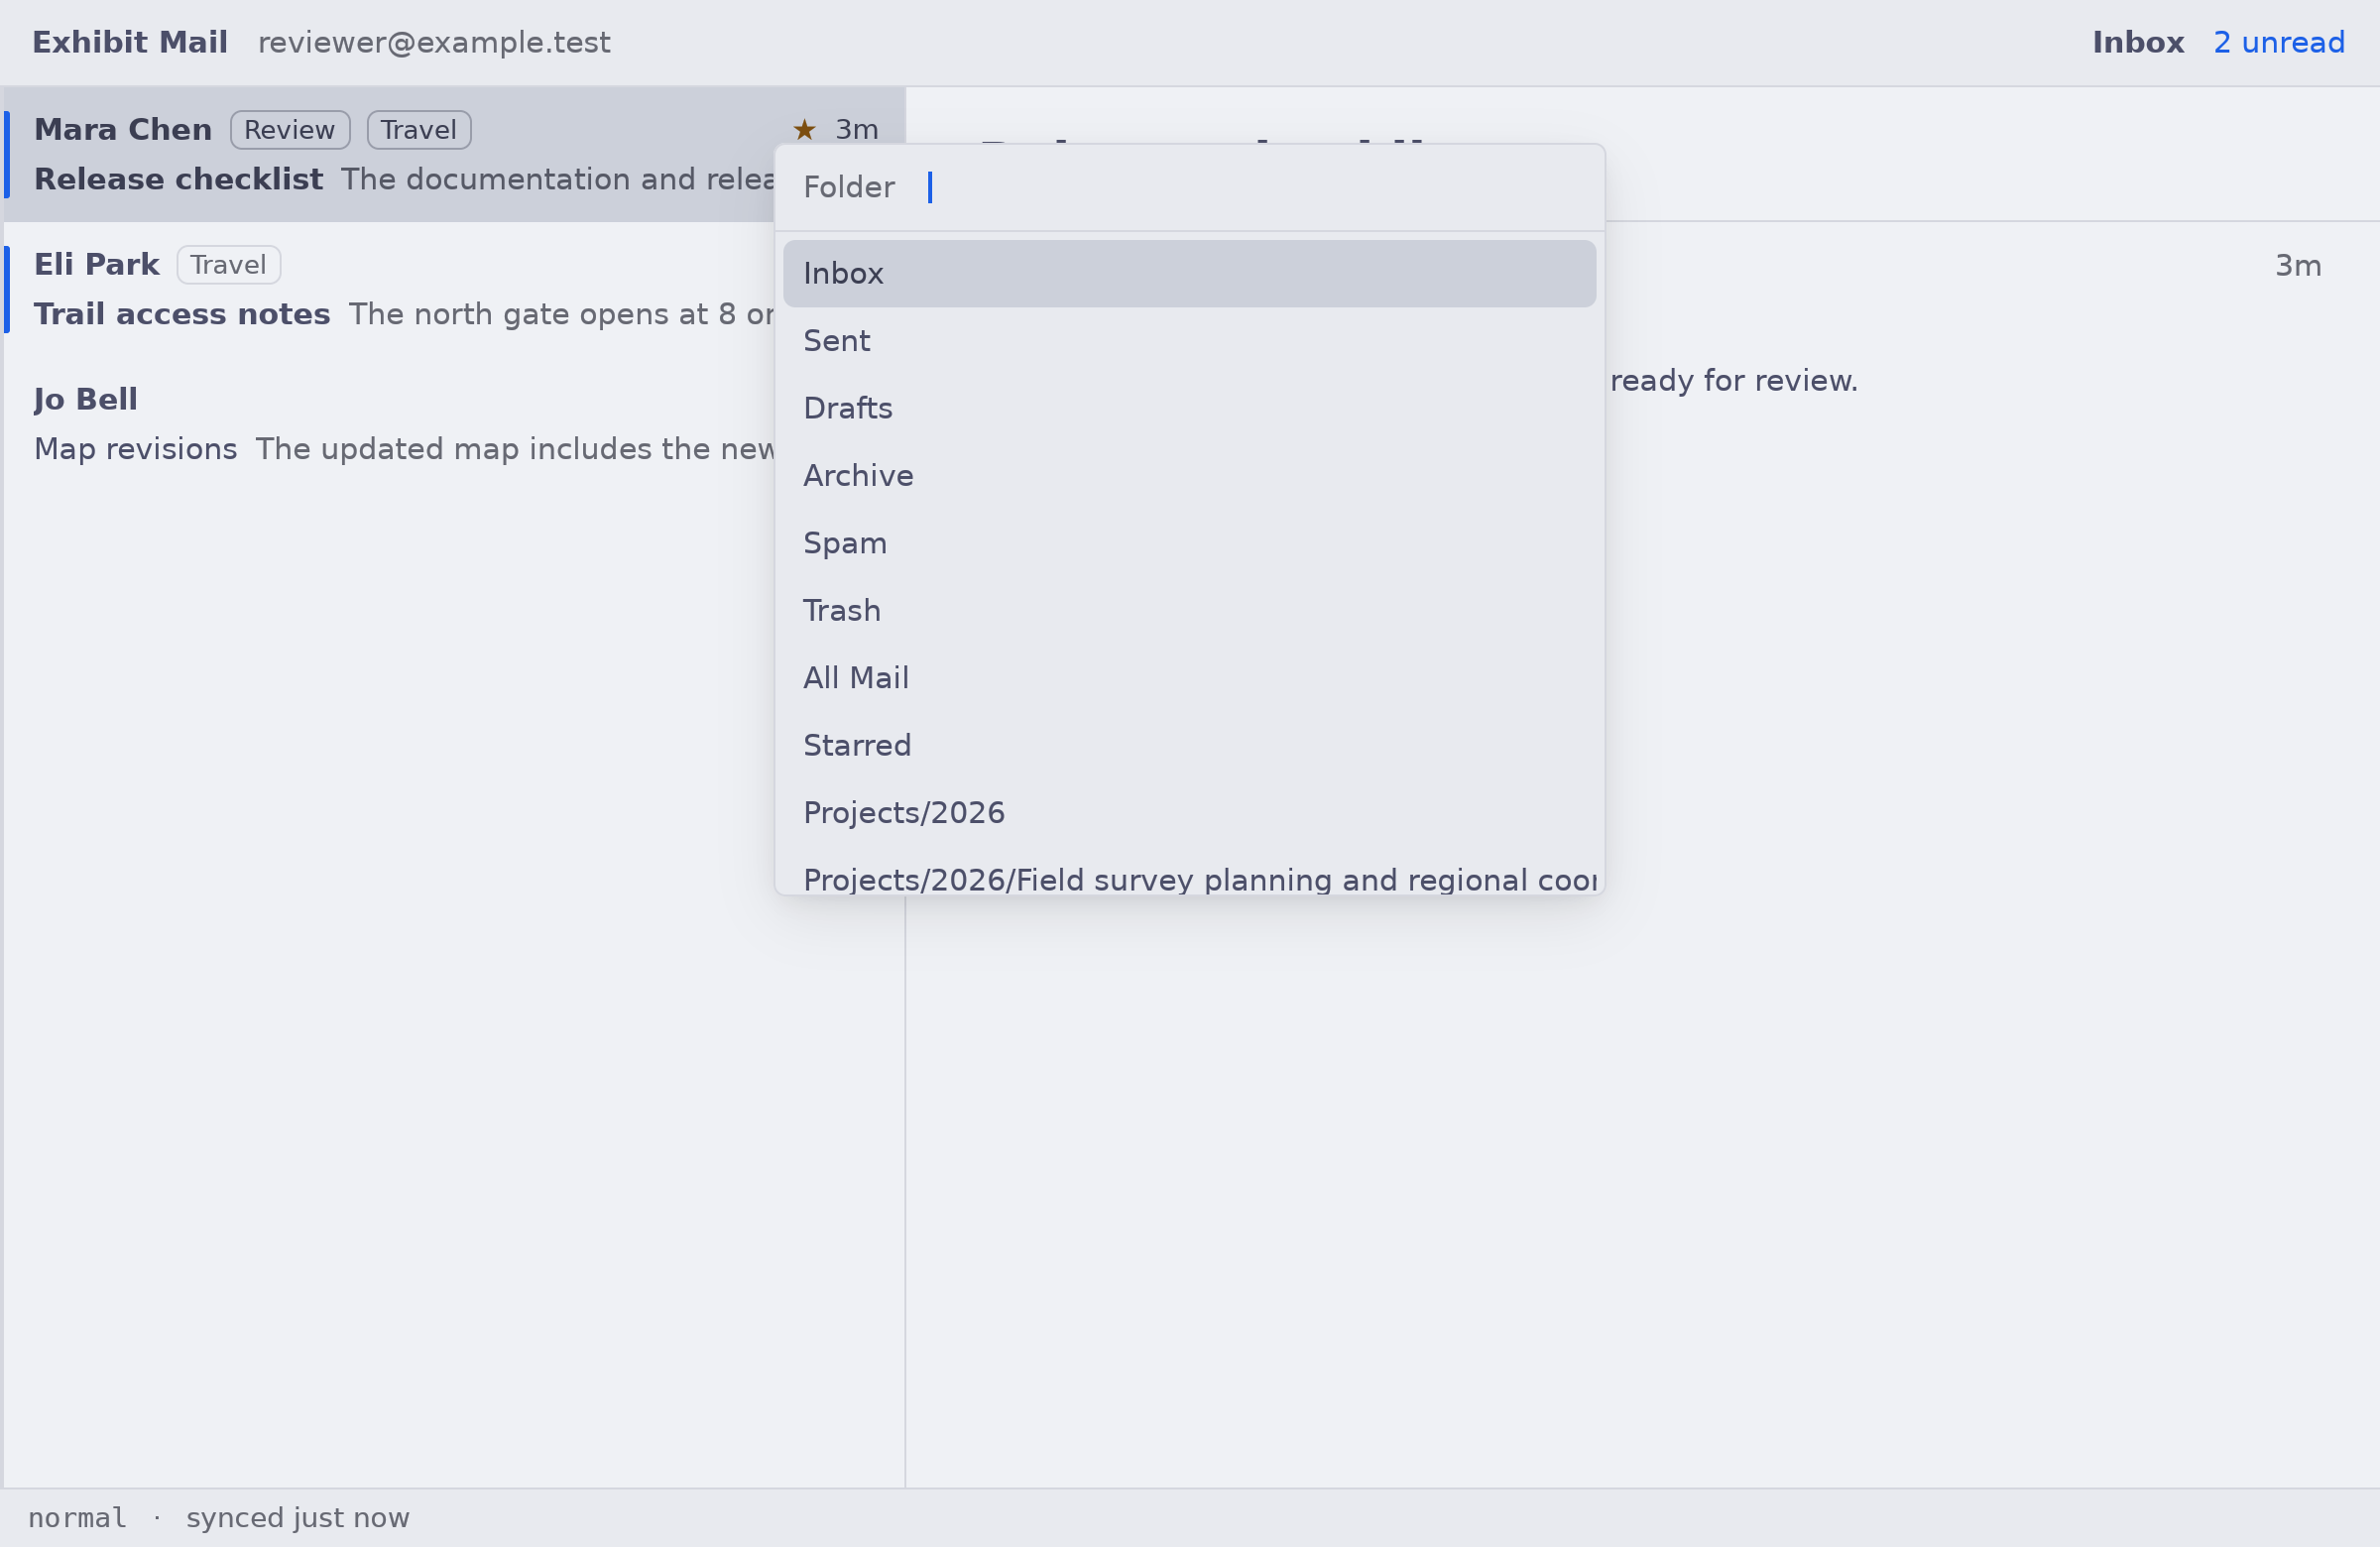 Exhibit Mail reviewer@example.test
Inbox 2 unread
Mara Chen Review Travel ★ 3m
Release checklist The documentation and
Eli Park Travel
Trail access notes The north gate opens at 8
Jo Bell
Map revisions The updated map includes the new
Folder
Inbox
Sent
Drafts
Archive
Spam
Trash
All Mail
Starred
Projects/2026
Projects/2026/Field survey planning and regional
3m
ready for review.
normal · synced just now